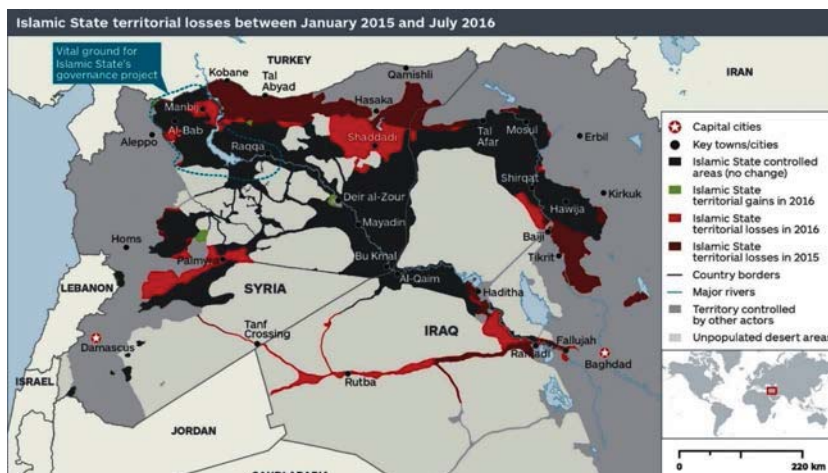 Islamic State territorial losses between January 2015 and July 2016
Vital ground for
Islamic State's
governance project
TURKEY
Kobane
Tal
Abyad
Qamishli
IRAN
Manbij
Hasaka
Al-Bab
Aleppo
Raqqa
Shaddadi
Tal
Afar
Mosul
Erbil
Shirqat
Kirkuk
Deir al-Zour
Hawija
Mayadin
Homs
Baiji
Palmyra
Bu Kmal
Tikrit
LEBANON
SYRIA
Al-Qaim
Haditha
IRAQ
Damascus
Tanf
Crossing
Fallujah
Ramadi
Baghdad
ISRAEL
Rutba
JORDAN
SAUDI ARABIA
Capital cities
Key towns/cities
Islamic State
controlled
areas (no change)
Islamic State
territorial gains in 2016
Islamic State
territorial losses in 2016
Islamic State
territorial losses in 2015
Country borders
Major rivers
Territory controlled
by other actors
Unpopulated desert areas
0
220 km